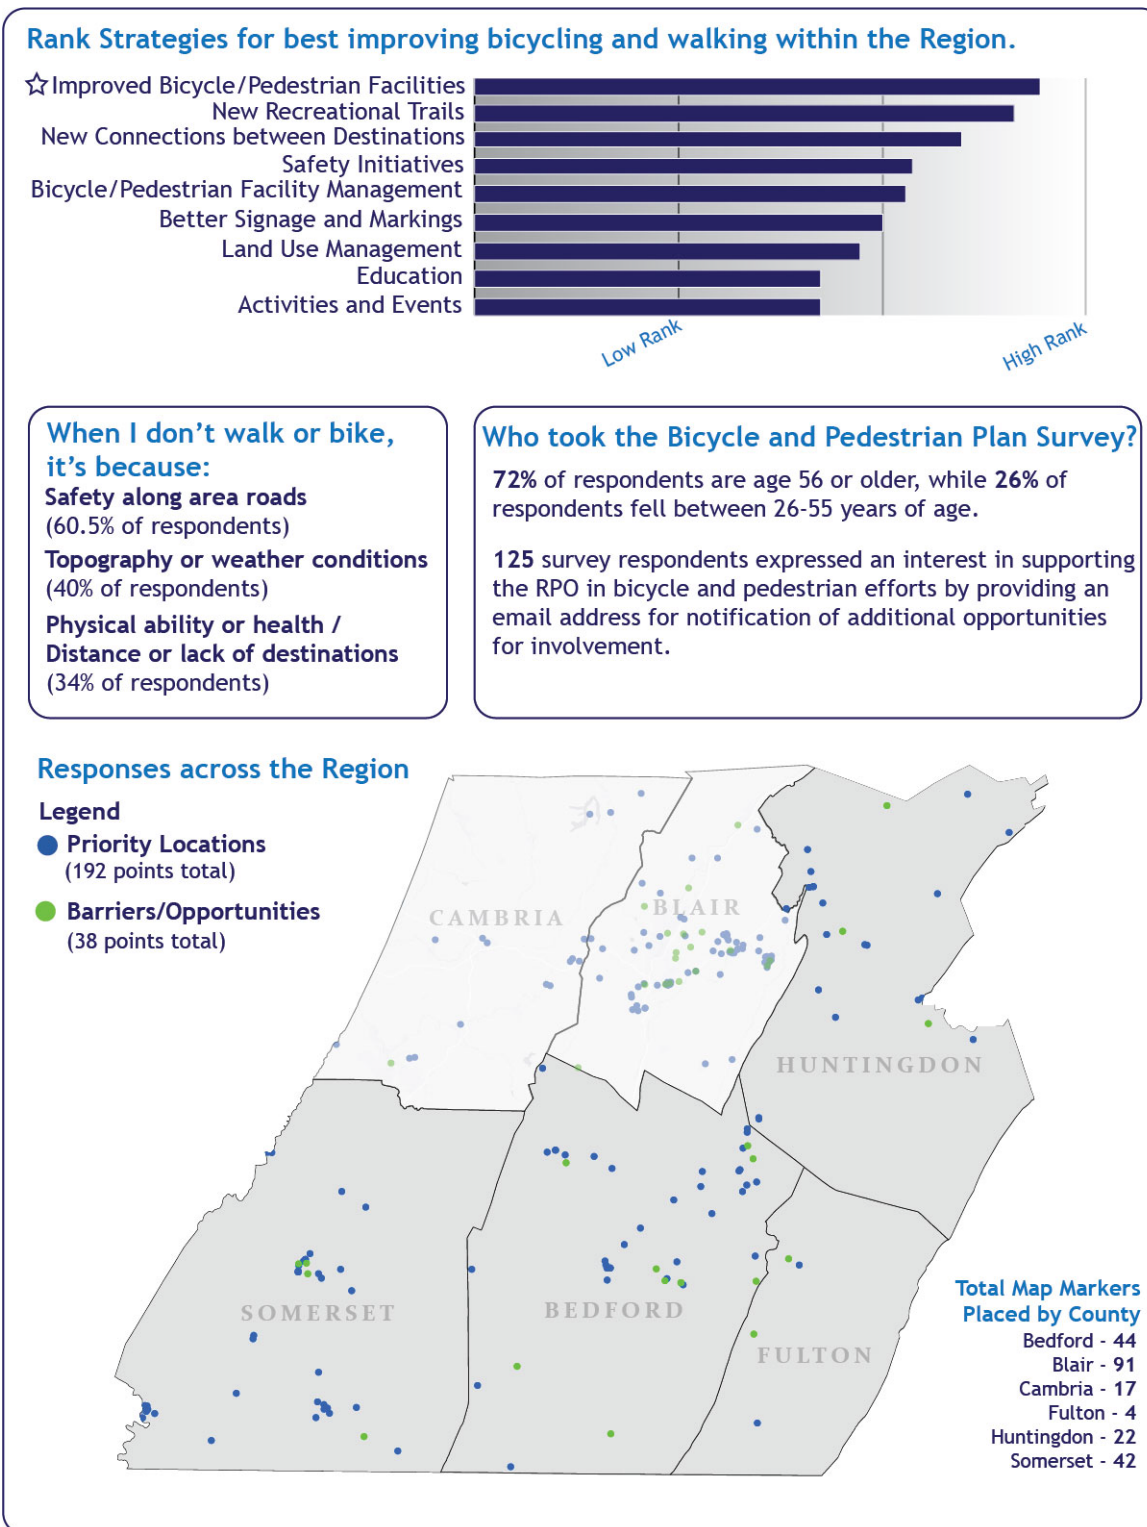 Rank Strategies for best improving bicycling and walking within the Region.
Improved Bicycle/Pedestrian Facilities
New Recreational Trails
New Connections between Destinations
Safety Initiatives
Bicycle/Pedestrian Facility Management
Better Signage and Markings
Land Use Management
Education
Activities and Events
Low Rank
High Rank
When I don't walk or bike,
it's because:
Safety along area roads
(60.5% of respondents)
Topography or weather conditions
(40% of respondents)
Physical ability or health /
Distance or lack of destinations
(34% of respondents)
Who took the Bicycle and Pedestrian Plan Survey?
72% of respondents are age 56 or older, while 26% of
respondents fell between 26-55 years of age.
125 survey respondents expressed an interest in supporting
the RPO in bicycle and pedestrian efforts by providing an
email address for notification of additional opportunities
for involvement.
Responses across the Region
Legend
Priority Locations
(192 points total)
Barriers/Opportunities
(38 points total)
CAMBRIA
BLAIR
HUNTINGDON
SOMERSET
BEDFORD
FULTON
Total Map Markers
Placed by County
Bedford - 44
Blair - 91
Cambria - 17
Fulton - 4
Huntingdon - 22
Somerset - 42